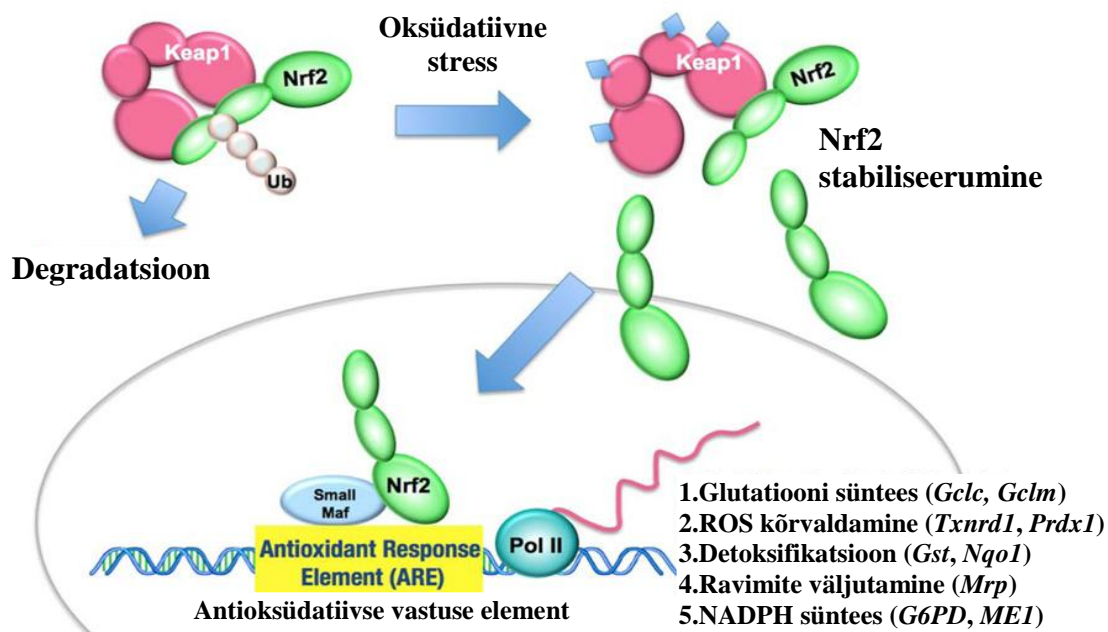 Oksüdatiivne
stress
Keap1
Nrf2
Ub
Keap1
Nrf2
Nrf2
stabiliseerumine
Degradatsioon
Small
Maf
Nrf2
Antioxidant Response
Element (ARE)
Pol II
Antioksüdatiivse vastuse element
1.Glutatiooni süntees (Gclc, Gclm)
2.ROS kõrvaldamine (Txnrd1, Prdx1)
3.Detoksifikatsioon (Gst, Nqo1)
4.Ravimite väljutamine (Mrp)
5.NADPH süntees (G6PD, ME1)